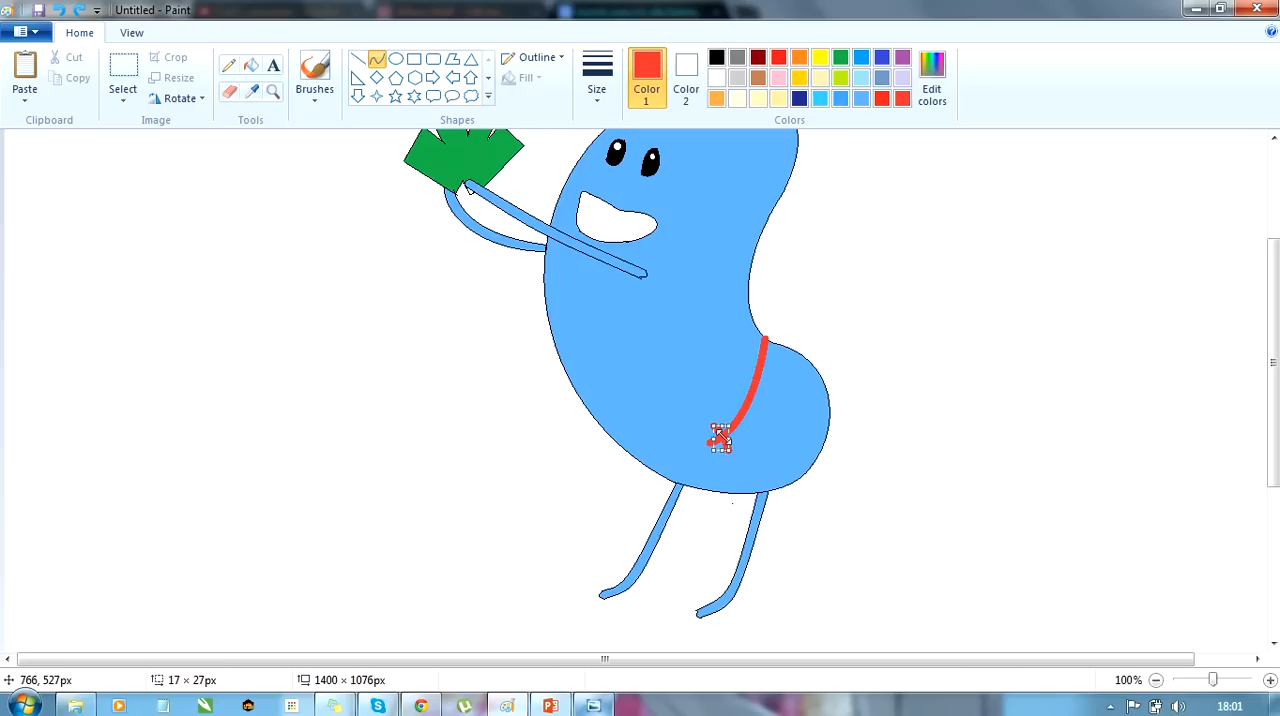 Untitled - Paint
Home
View
Paste
Cut
Copy
Clipboard
Select
Crop
Resize
Rotate
Image
A
Tools
Brushes
Outline
Fill
Shapes
Size
Color
1
Color
2
Edit
colors
Colors
766, 527px
17 × 27px
1400 × 1076px
100%
18:01